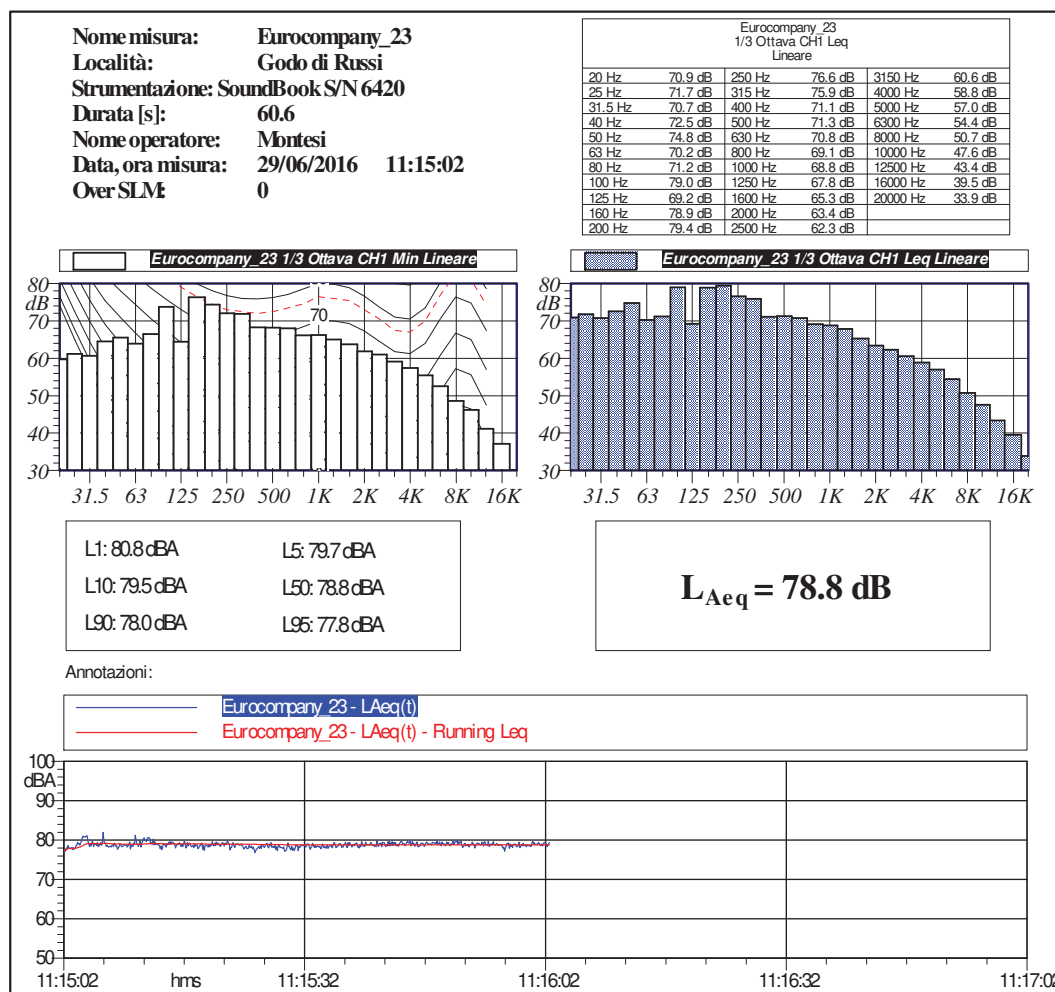 Nome misura: Eurocompany_23
Località: Godo di Russi
Strumentazione: SoundBook S/N 6420
Durata [s]: 60.6
Nome operatore: Montesi
Data, ora misura: 29/06/2016 11:15:02
Over SLM: 0
Eurocompany_23
1/3 Ottava CH1 Leq
Lineare
20 Hz 70.9 dB 250 Hz 76.6 dB 3150 Hz 60.6 dB
25 Hz 71.7 dB 315 Hz 75.9 dB 4000 Hz 58.8 dB
31.5 Hz 70.7 dB 400 Hz 71.1 dB 5000 Hz 57.0 dB
40 Hz 72.5 dB 500 Hz 71.3 dB 6300 Hz 54.4 dB
50 Hz 74.8 dB 630 Hz 70.8 dB 8000 Hz 50.7 dB
63 Hz 70.2 dB 800 Hz 69.1 dB 10000 Hz 47.6 dB
80 Hz 71.2 dB 1000 Hz 68.8 dB 12500 Hz 43.4 dB
100 Hz 79.0 dB 1250 Hz 67.8 dB 16000 Hz 39.5 dB
125 Hz 69.2 dB 1600 Hz 65.3 dB 20000 Hz 33.9 dB
160 Hz 78.9 dB 2000 Hz 63.4 dB
200 Hz 79.4 dB 2500 Hz 62.3 dB
Eurocompany_23 1/3 Ottava CH1 Min Lineare
80
dB
70
60
50
40
30
70
31.5 63 125 250 500 1K 2K 4K 8K 16K
Eurocompany_23 1/3 Ottava CH1 Leq Lineare
80
dB
70
60
50
40
30
31.5 63 125 250 500 1K 2K 4K 8K 16K
L1: 80.8 dBA L5: 79.7 dBA
L10: 79.5 dBA L50: 78.8 dBA
L90: 78.0 dBA L95: 77.8 dBA
LAeq = 78.8 dB
Annotazioni:
Eurocompany_23 - LAeq(t)
Eurocompany_23 - LAeq(t) - Running Leq
100
dBA
90
80
70
60
50
11:15:02 hms 11:15:32 11:16:02 11:16:32 11:17:02